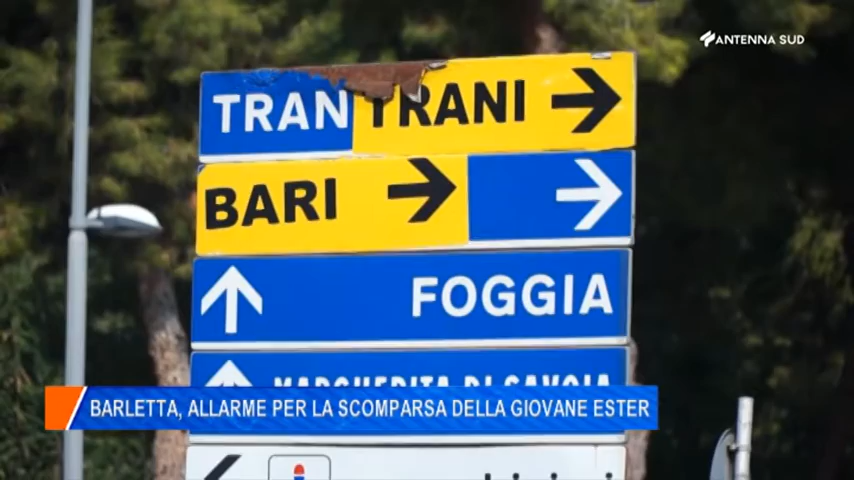 ANTENNA SUD
TRAN TRANI
BARI
FOGGIA
MARGHERITA DI SAVOIA
BARLETTA, ALLARME PER LA SCOMPARSA DELLA GIOVANE ESTER